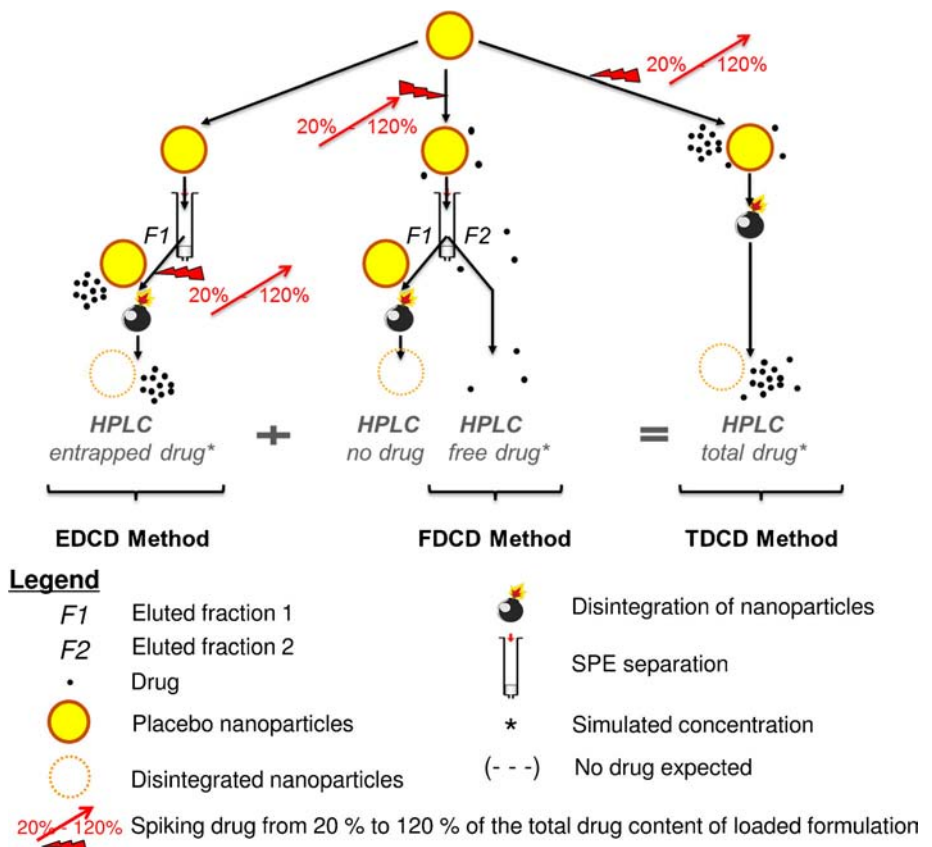 20% - 120%
20% - 120%
F1
F1 F2
20% - 120%
HPLC
entrapped drug*
+
HPLC
no drug
HPLC
free drug*
=
HPLC
total drug*
EDCD Method
FDCD Method
TDCD Method
Legend
F1 Eluted fraction 1
F2 Eluted fraction 2
• Drug
Placebo nanoparticles
Disintegrated nanoparticles
Disintegration of nanoparticles
SPE separation
* Simulated concentration
(- - -) No drug expected
20% - 120% Spiking drug from 20 % to 120 % of the total drug content of loaded formulation